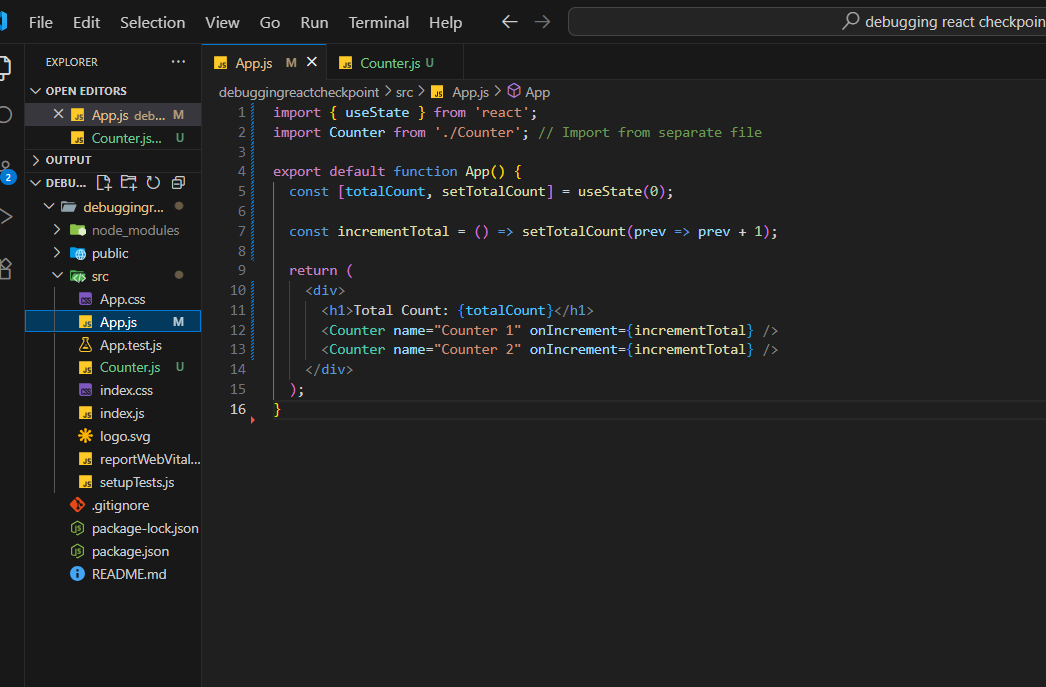 File Edit Selection View Go Run Terminal Help debugging react checkpoin
EXPLORER ···
OPEN EDITORS
App.js deb... M
Counter.js... U
OUTPUT
DEBU...
debuggingr...
node_modules
public
src
App.css
App.js M
App.test.js
Counter.js U
index.css
index.js
logo.svg
reportWebVital...
setupTests.js
.gitignore
package-lock.json
package.json
README.md
2
App.js M Counter.js U
debuggingreactcheckpoint > src > App.js > App
1 import { useState } from 'react';
2 import Counter from './Counter'; // Import from separate file
3
4 export default function App() {
5 const [totalCount, setTotalCount] = useState(0);
6
7 const incrementTotal = () => setTotalCount(prev => prev + 1);
8
9 return (
10 <div>
11 <h1>Total Count: {totalCount}</h1>
12 <Counter name="Counter 1" onIncrement={incrementTotal} />
13 <Counter name="Counter 2" onIncrement={incrementTotal} />
14 </div>
15 );
16 }